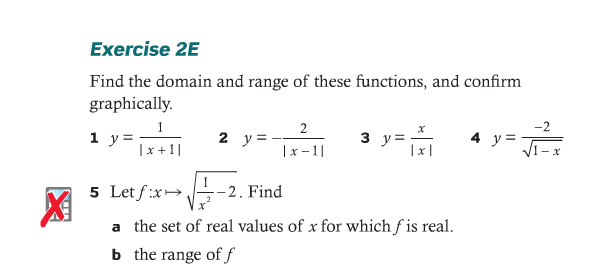 Exercise 2E
Find the domain and range of these functions, and confirm
graphically.
1 y = 1/|x + 1| 2 y = −2/|x − 1| 3 y = x/|x| 4 y = −2/√(1 − x)
5 Let f : x ↦ √(1/x² − 2). Find
a the set of real values of x for which f is real.
b the range of f